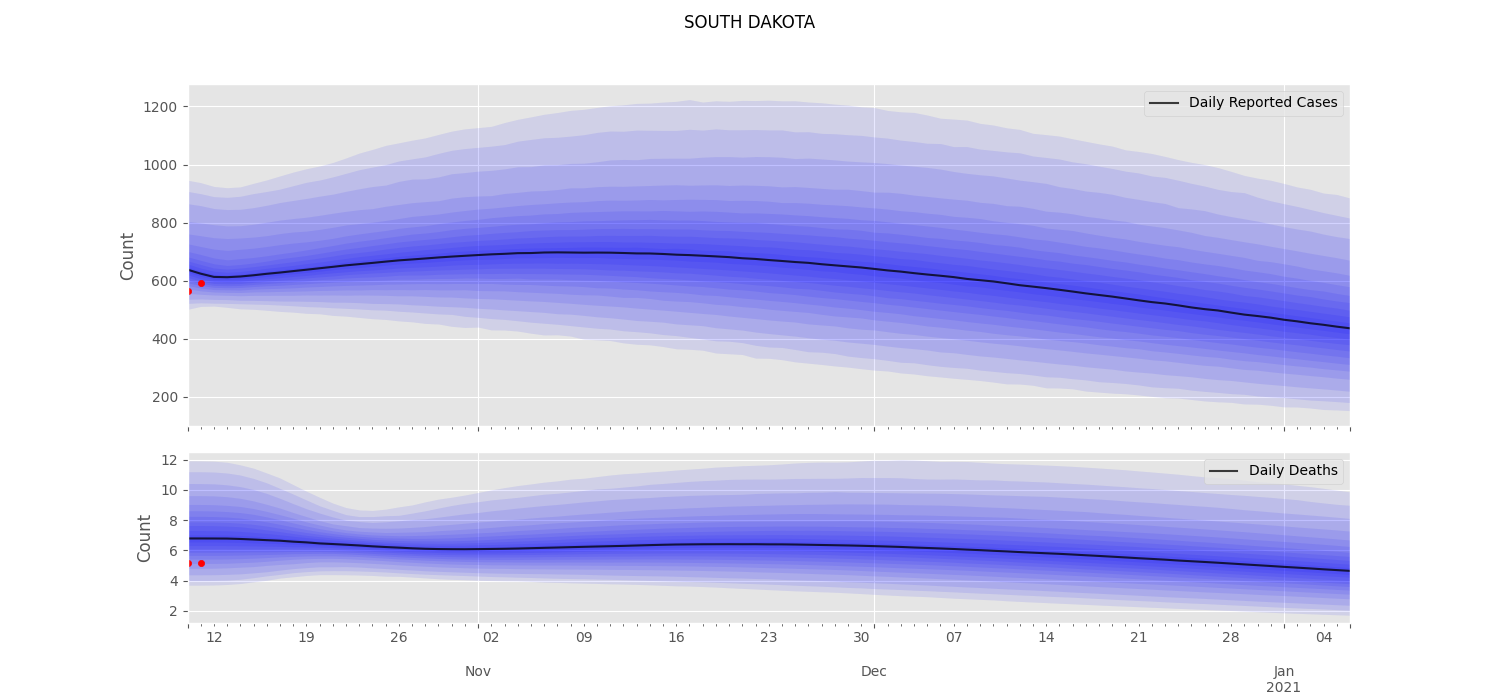 SOUTH DAKOTA
Daily Reported Cases
Count
1200
1000
800
600
400
200
Daily Deaths
Count
12
10
8
6
4
2
12 19 26 02 09 16 23 30 07 14 21 28 04
Nov Dec Jan
2021